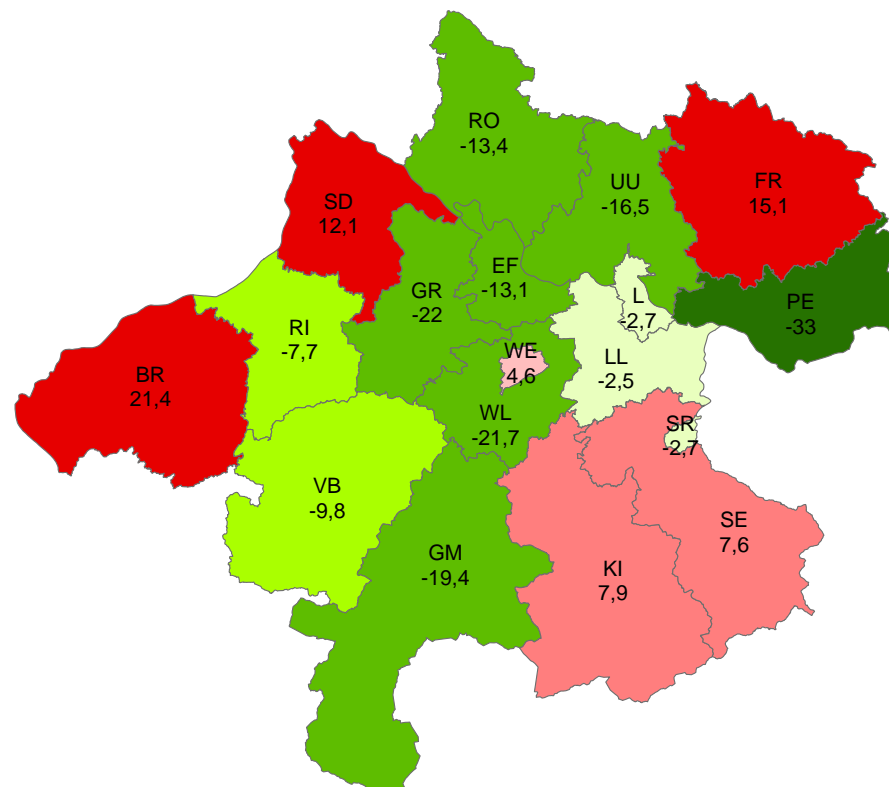 RO
-13,4
UU
-16,5
FR
15,1
SD
12,1
EF
-13,1
GR
-22
L
-2,7
PE
-33
RI
-7,7
WE
4,6
LL
-2,5
BR
21,4
WL
-21,7
SR
-2,7
VB
-9,8
SE
7,6
GM
-19,4
KI
7,9